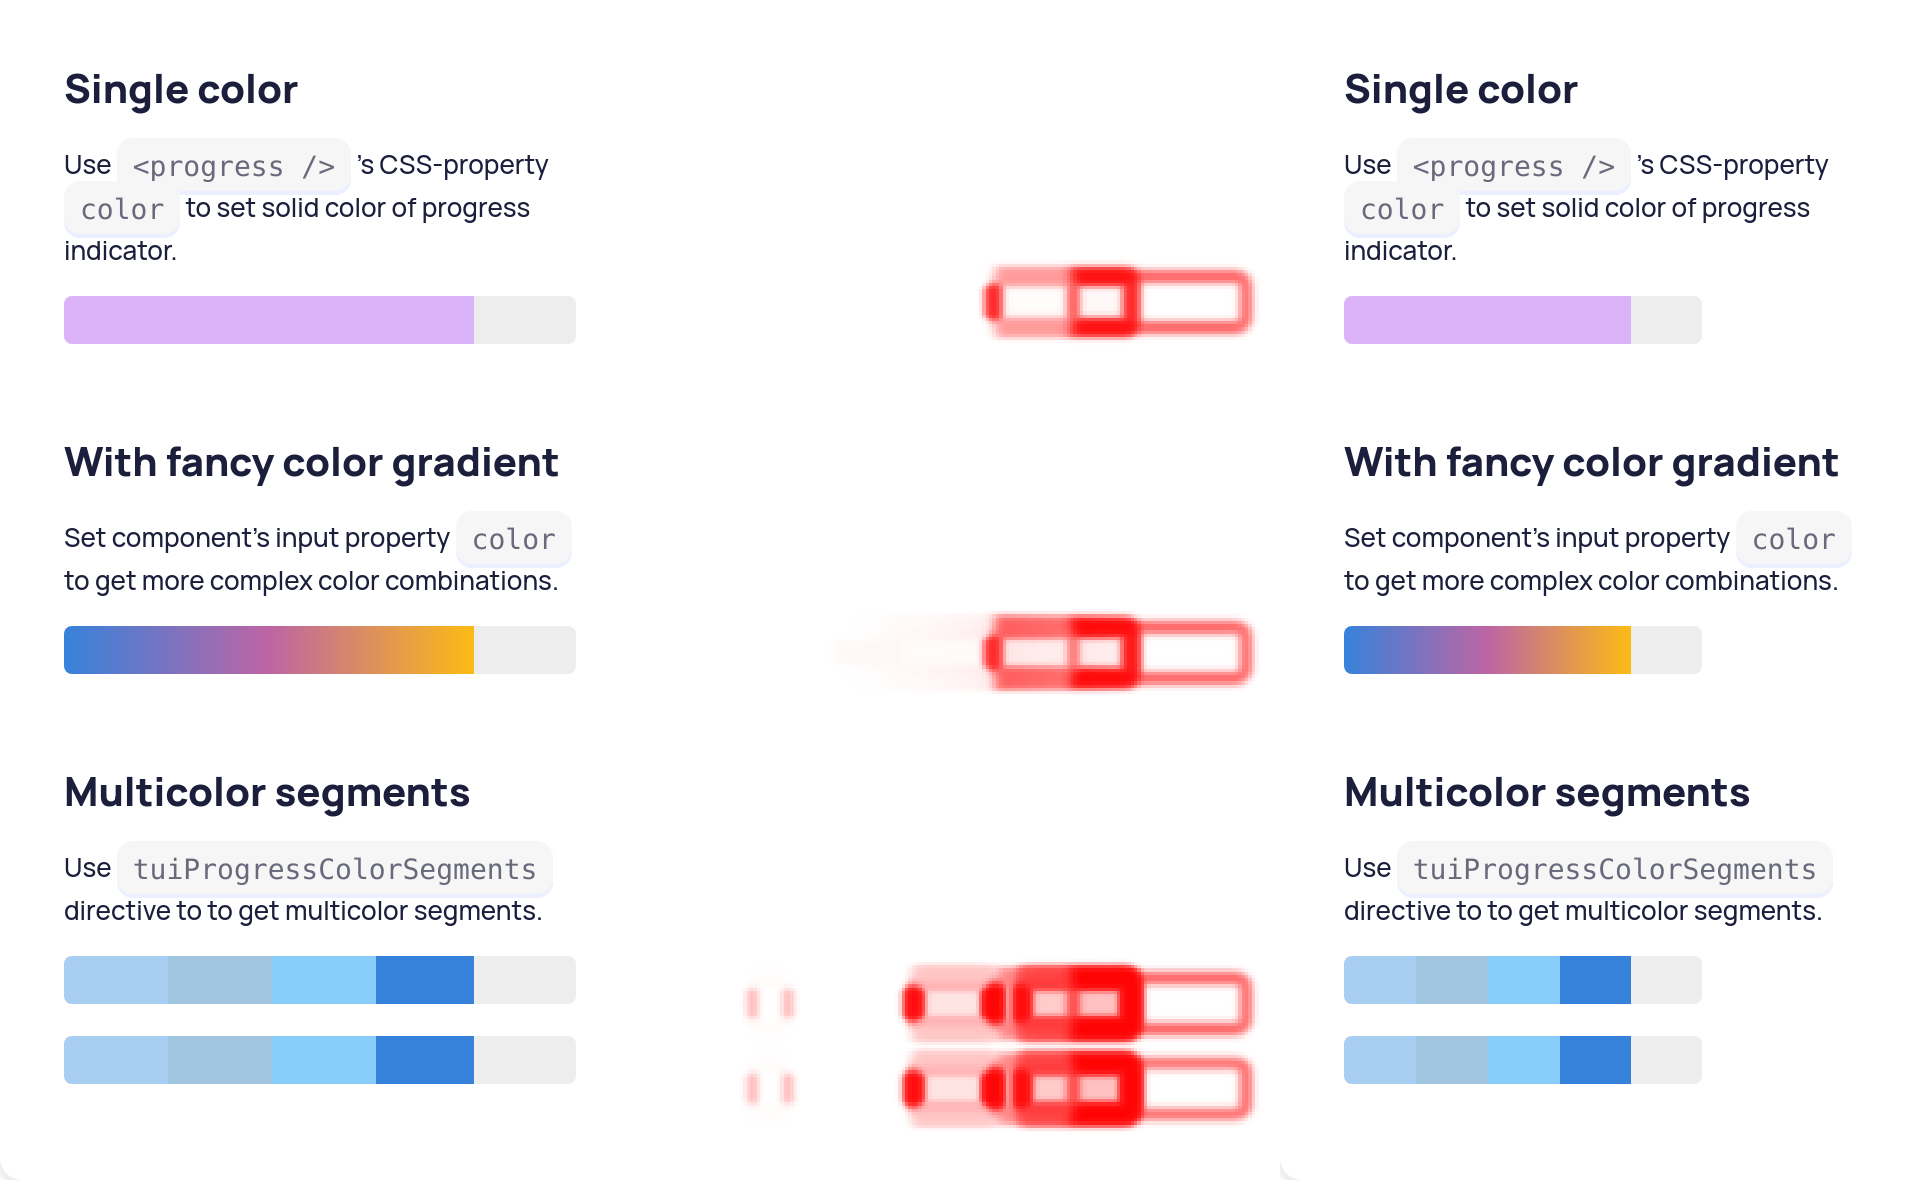 Single color
Use <progress /> ’s CSS-property
color to set solid color of progress
indicator.
With fancy color gradient
Set component’s input property color
to get more complex color combinations.
Multicolor segments
Use tuiProgressColorSegments
directive to to get multicolor segments.
Single color
Use <progress /> ’s CSS-property
color to set solid color of progress
indicator.
With fancy color gradient
Set component’s input property color
to get more complex color combinations.
Multicolor segments
Use tuiProgressColorSegments
directive to to get multicolor segments.